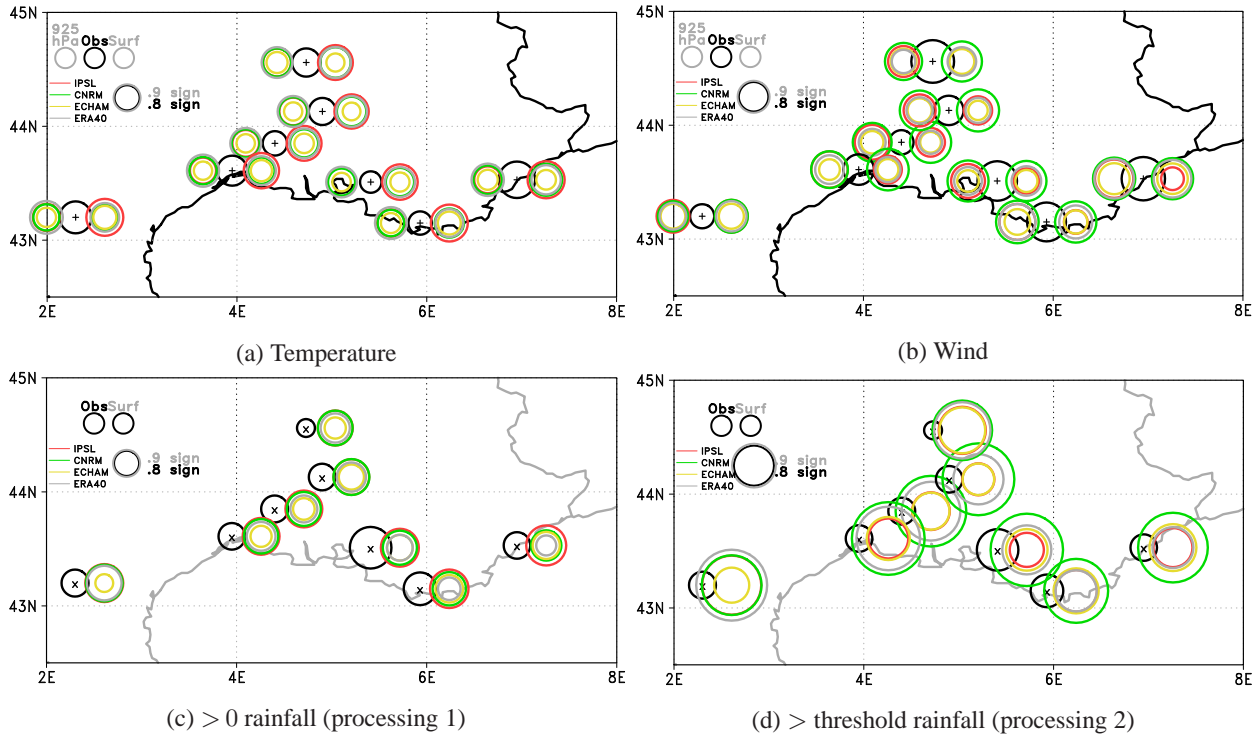 45N
44N
43N
2E
4E
6E
8E
925
hPa
Obs
Surf
IPSL
CNRM
ECHAM
ERA40
.9 sign
.8 sign
(a) Temperature
45N
44N
43N
2E
4E
6E
8E
925
hPa
Obs
Surf
IPSL
CNRM
ECHAM
ERA40
.9 sign
.8 sign
(b) Wind
45N
44N
43N
2E
4E
6E
8E
Obs
Surf
IPSL
CNRM
ECHAM
ERA40
.9 sign
.8 sign
(c) > 0 rainfall (processing 1)
45N
44N
43N
2E
4E
6E
8E
Obs
Surf
IPSL
CNRM
ECHAM
ERA40
.9 sign
.8 sign
(d) > threshold rainfall (processing 2)